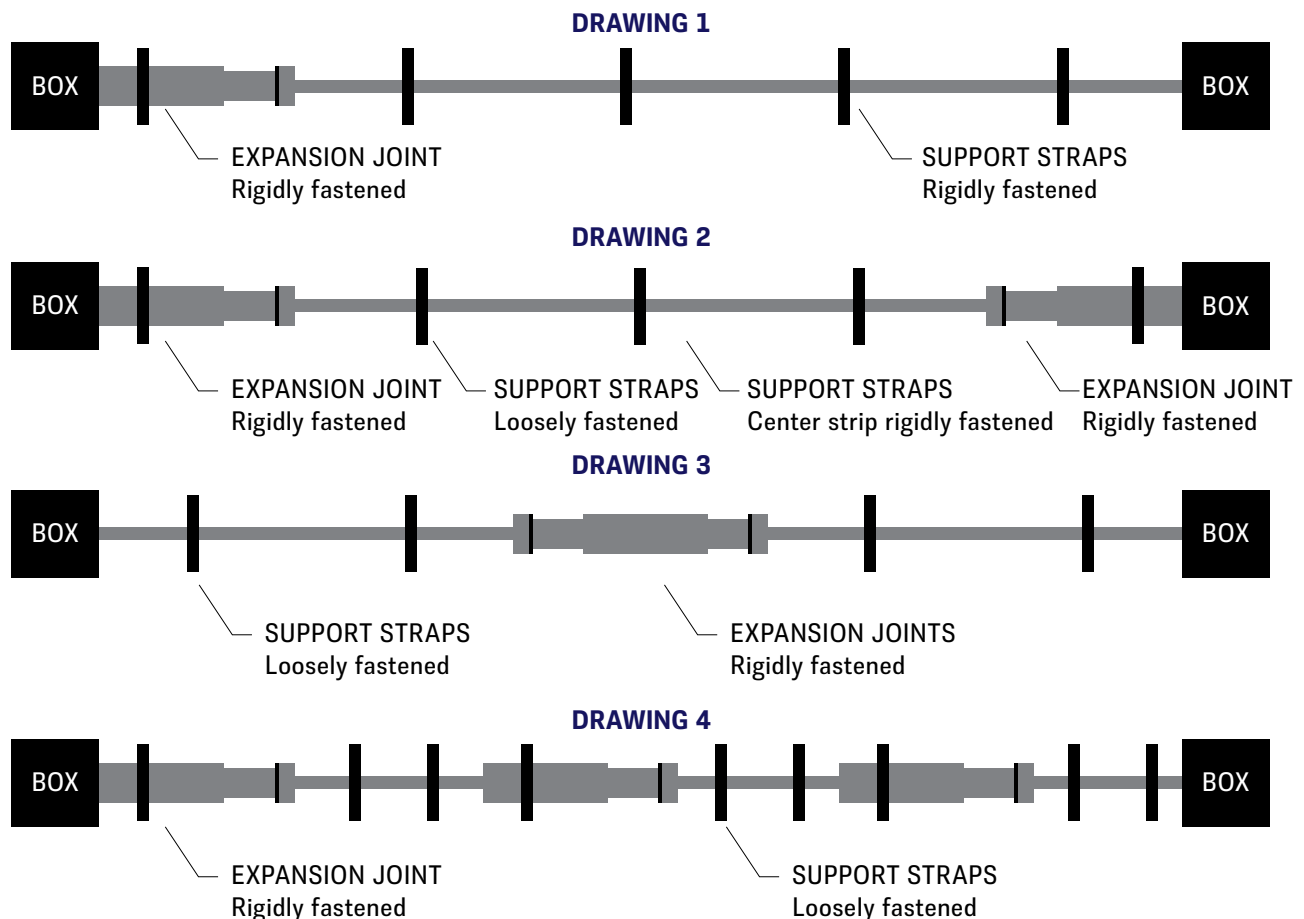 DRAWING 1
BOX
BOX
EXPANSION JOINT
Rigidly fastened
SUPPORT STRAPS
Rigidly fastened
DRAWING 2
BOX
BOX
EXPANSION JOINT
Rigidly fastened
SUPPORT STRAPS
Loosely fastened
SUPPORT STRAPS
Center strip rigidly fastened
EXPANSION JOINT
Rigidly fastened
DRAWING 3
BOX
BOX
SUPPORT STRAPS
Loosely fastened
EXPANSION JOINTS
Rigidly fastened
DRAWING 4
BOX
BOX
EXPANSION JOINT
Rigidly fastened
SUPPORT STRAPS
Loosely fastened